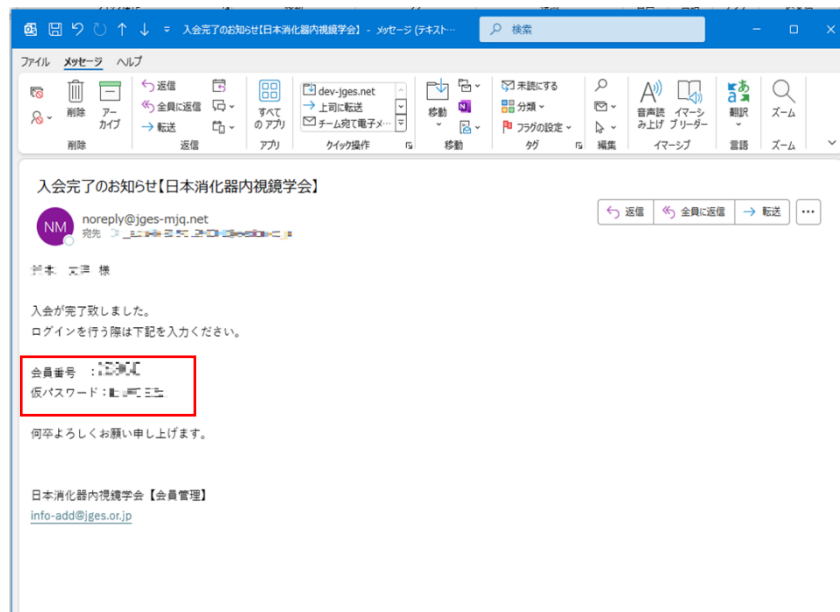 入会完了のお知らせ【日本消化器内視鏡学会】 - メッセージ (テキスト…
検索
ファイル メッセージ ヘルプ
削除
アーカイブ
返信
全員に返信
転送
すべてのアプリ
dev-jges.net
上司に転送
チーム宛て電子メ…
移動
未読にする
分類
フラグの設定
音声読み上げ
イマーシブ リーダー
翻訳
ズーム
削除 返信 アプリ クイック操作 移動 タグ 編集 イマーシブ 言語 ズーム
入会完了のお知らせ【日本消化器内視鏡学会】
NM
noreply@jges-mjq.net
宛先
返信 全員に返信 転送
様
入会が完了致しました。
ログインを行う際は下記を入力ください。
会員番号 :
仮パスワード:
何卒よろしくお願い申し上げます。
日本消化器内視鏡学会【会員管理】
info-add@jges.or.jp